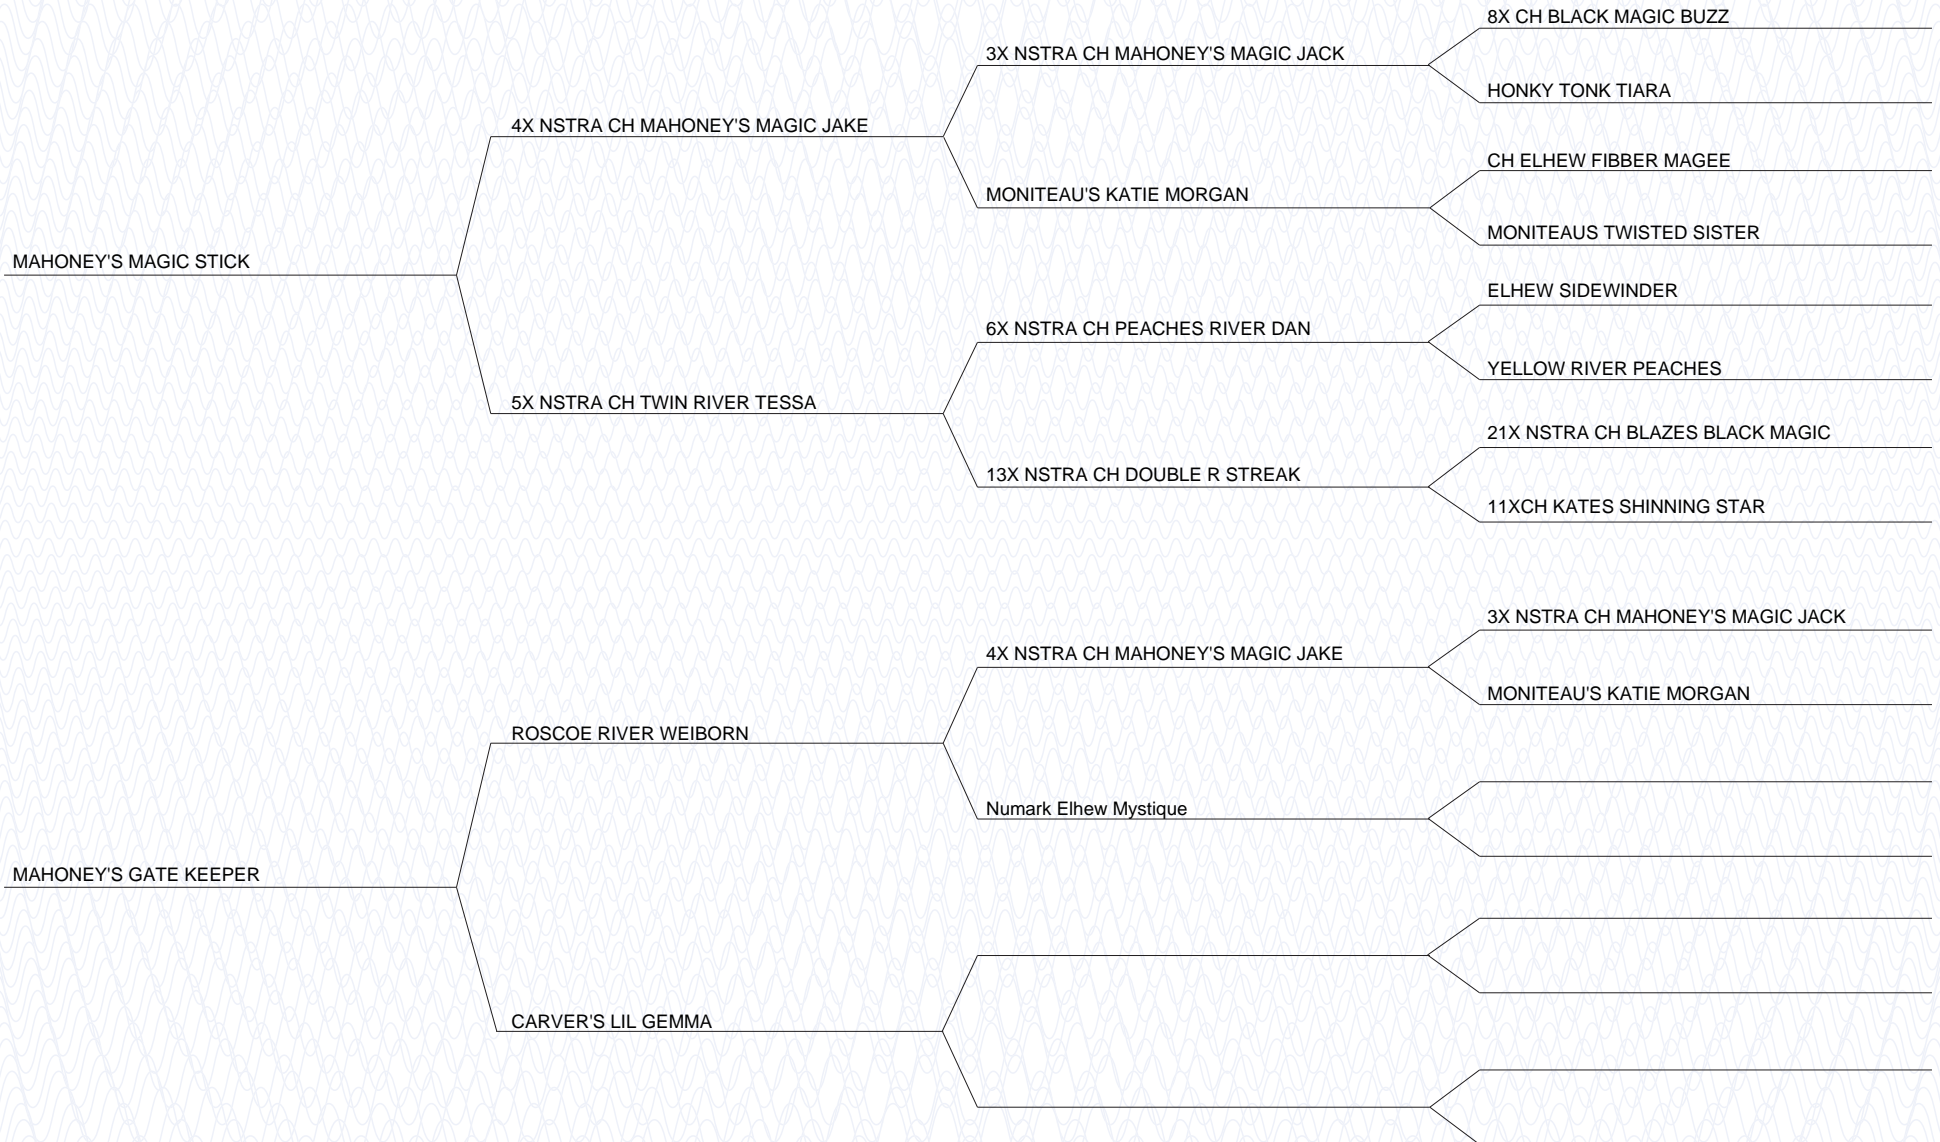 8X CH BLACK MAGIC BUZZ
3X NSTRA CH MAHONEY'S MAGIC JACK
HONKY TONK TIARA
4X NSTRA CH MAHONEY'S MAGIC JAKE
CH ELHEW FIBBER MAGEE
MONITEAU'S KATIE MORGAN
MONITEAUS TWISTED SISTER
MAHONEY'S MAGIC STICK
ELHEW SIDEWINDER
6X NSTRA CH PEACHES RIVER DAN
YELLOW RIVER PEACHES
5X NSTRA CH TWIN RIVER TESSA
21X NSTRA CH BLAZES BLACK MAGIC
13X NSTRA CH DOUBLE R STREAK
11XCH KATES SHINNING STAR
3X NSTRA CH MAHONEY'S MAGIC JACK
4X NSTRA CH MAHONEY'S MAGIC JAKE
MONITEAU'S KATIE MORGAN
ROSCOE RIVER WEIBORN
Numark Elhew Mystique
MAHONEY'S GATE KEEPER
CARVER'S LIL GEMMA